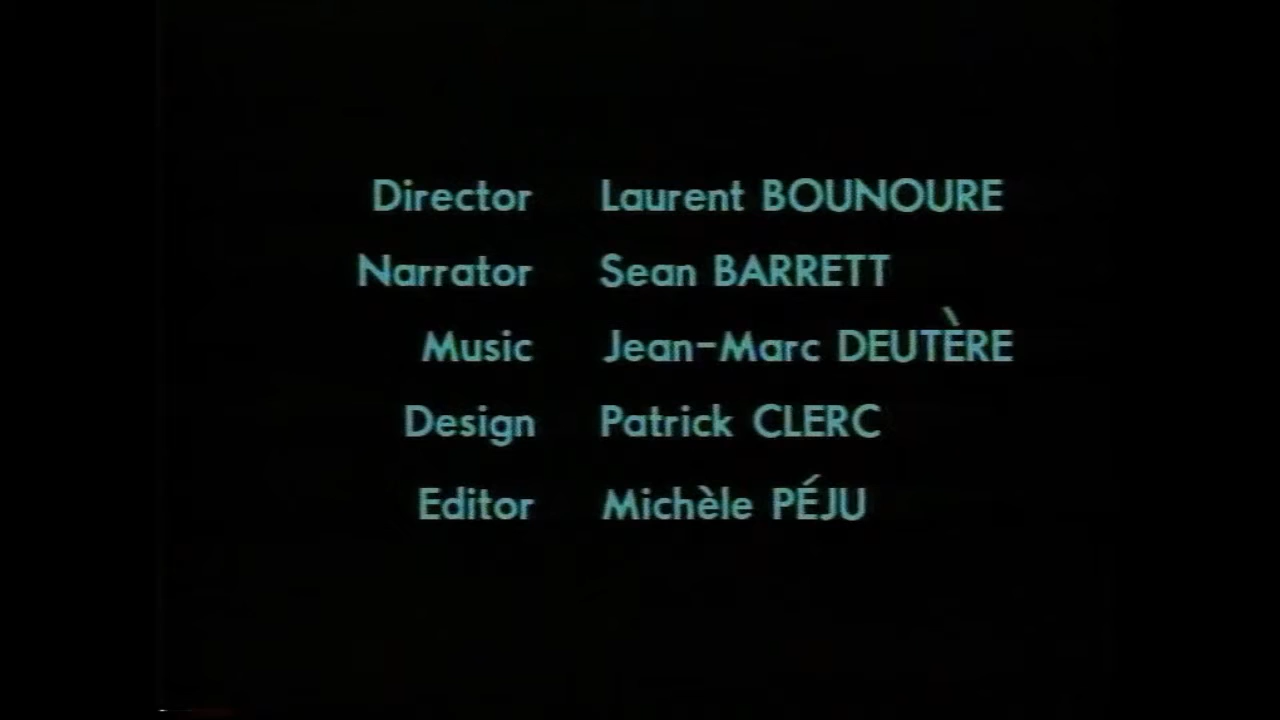 Director Laurent BOUNOURE
Narrator Sean BARRETT
Music Jean-Marc DEUTÈRE
Design Patrick CLERC
Editor Michèle PÉJU